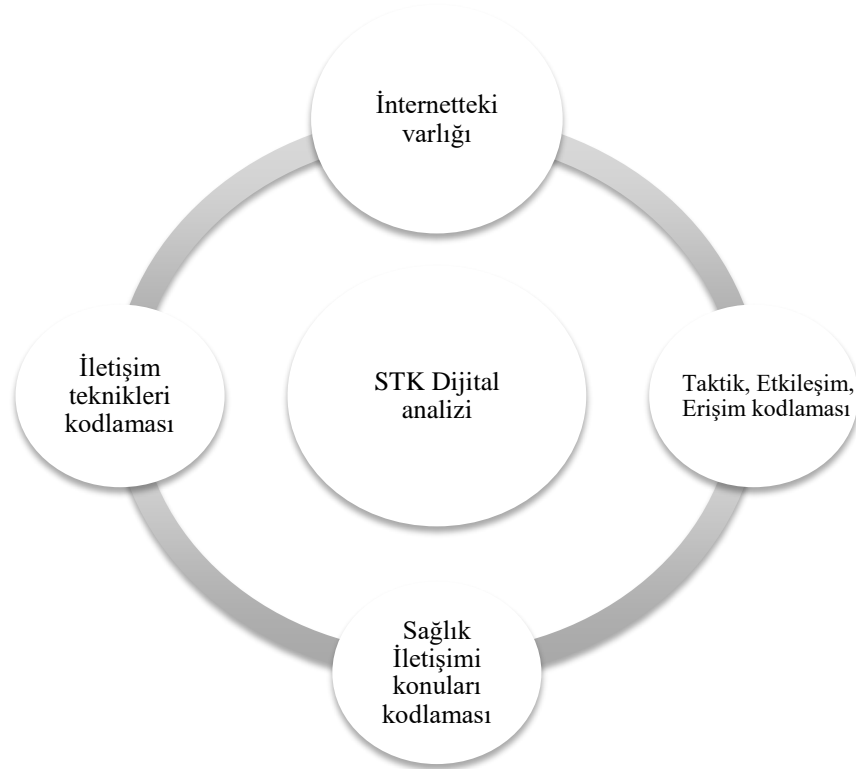 İnternetteki
varlığı
İletişim
teknikleri
kodlaması
STK Dijital
analizi
Taktik, Etkileşim,
Erişim kodlaması
Sağlık
İletişimi
konuları
kodlaması